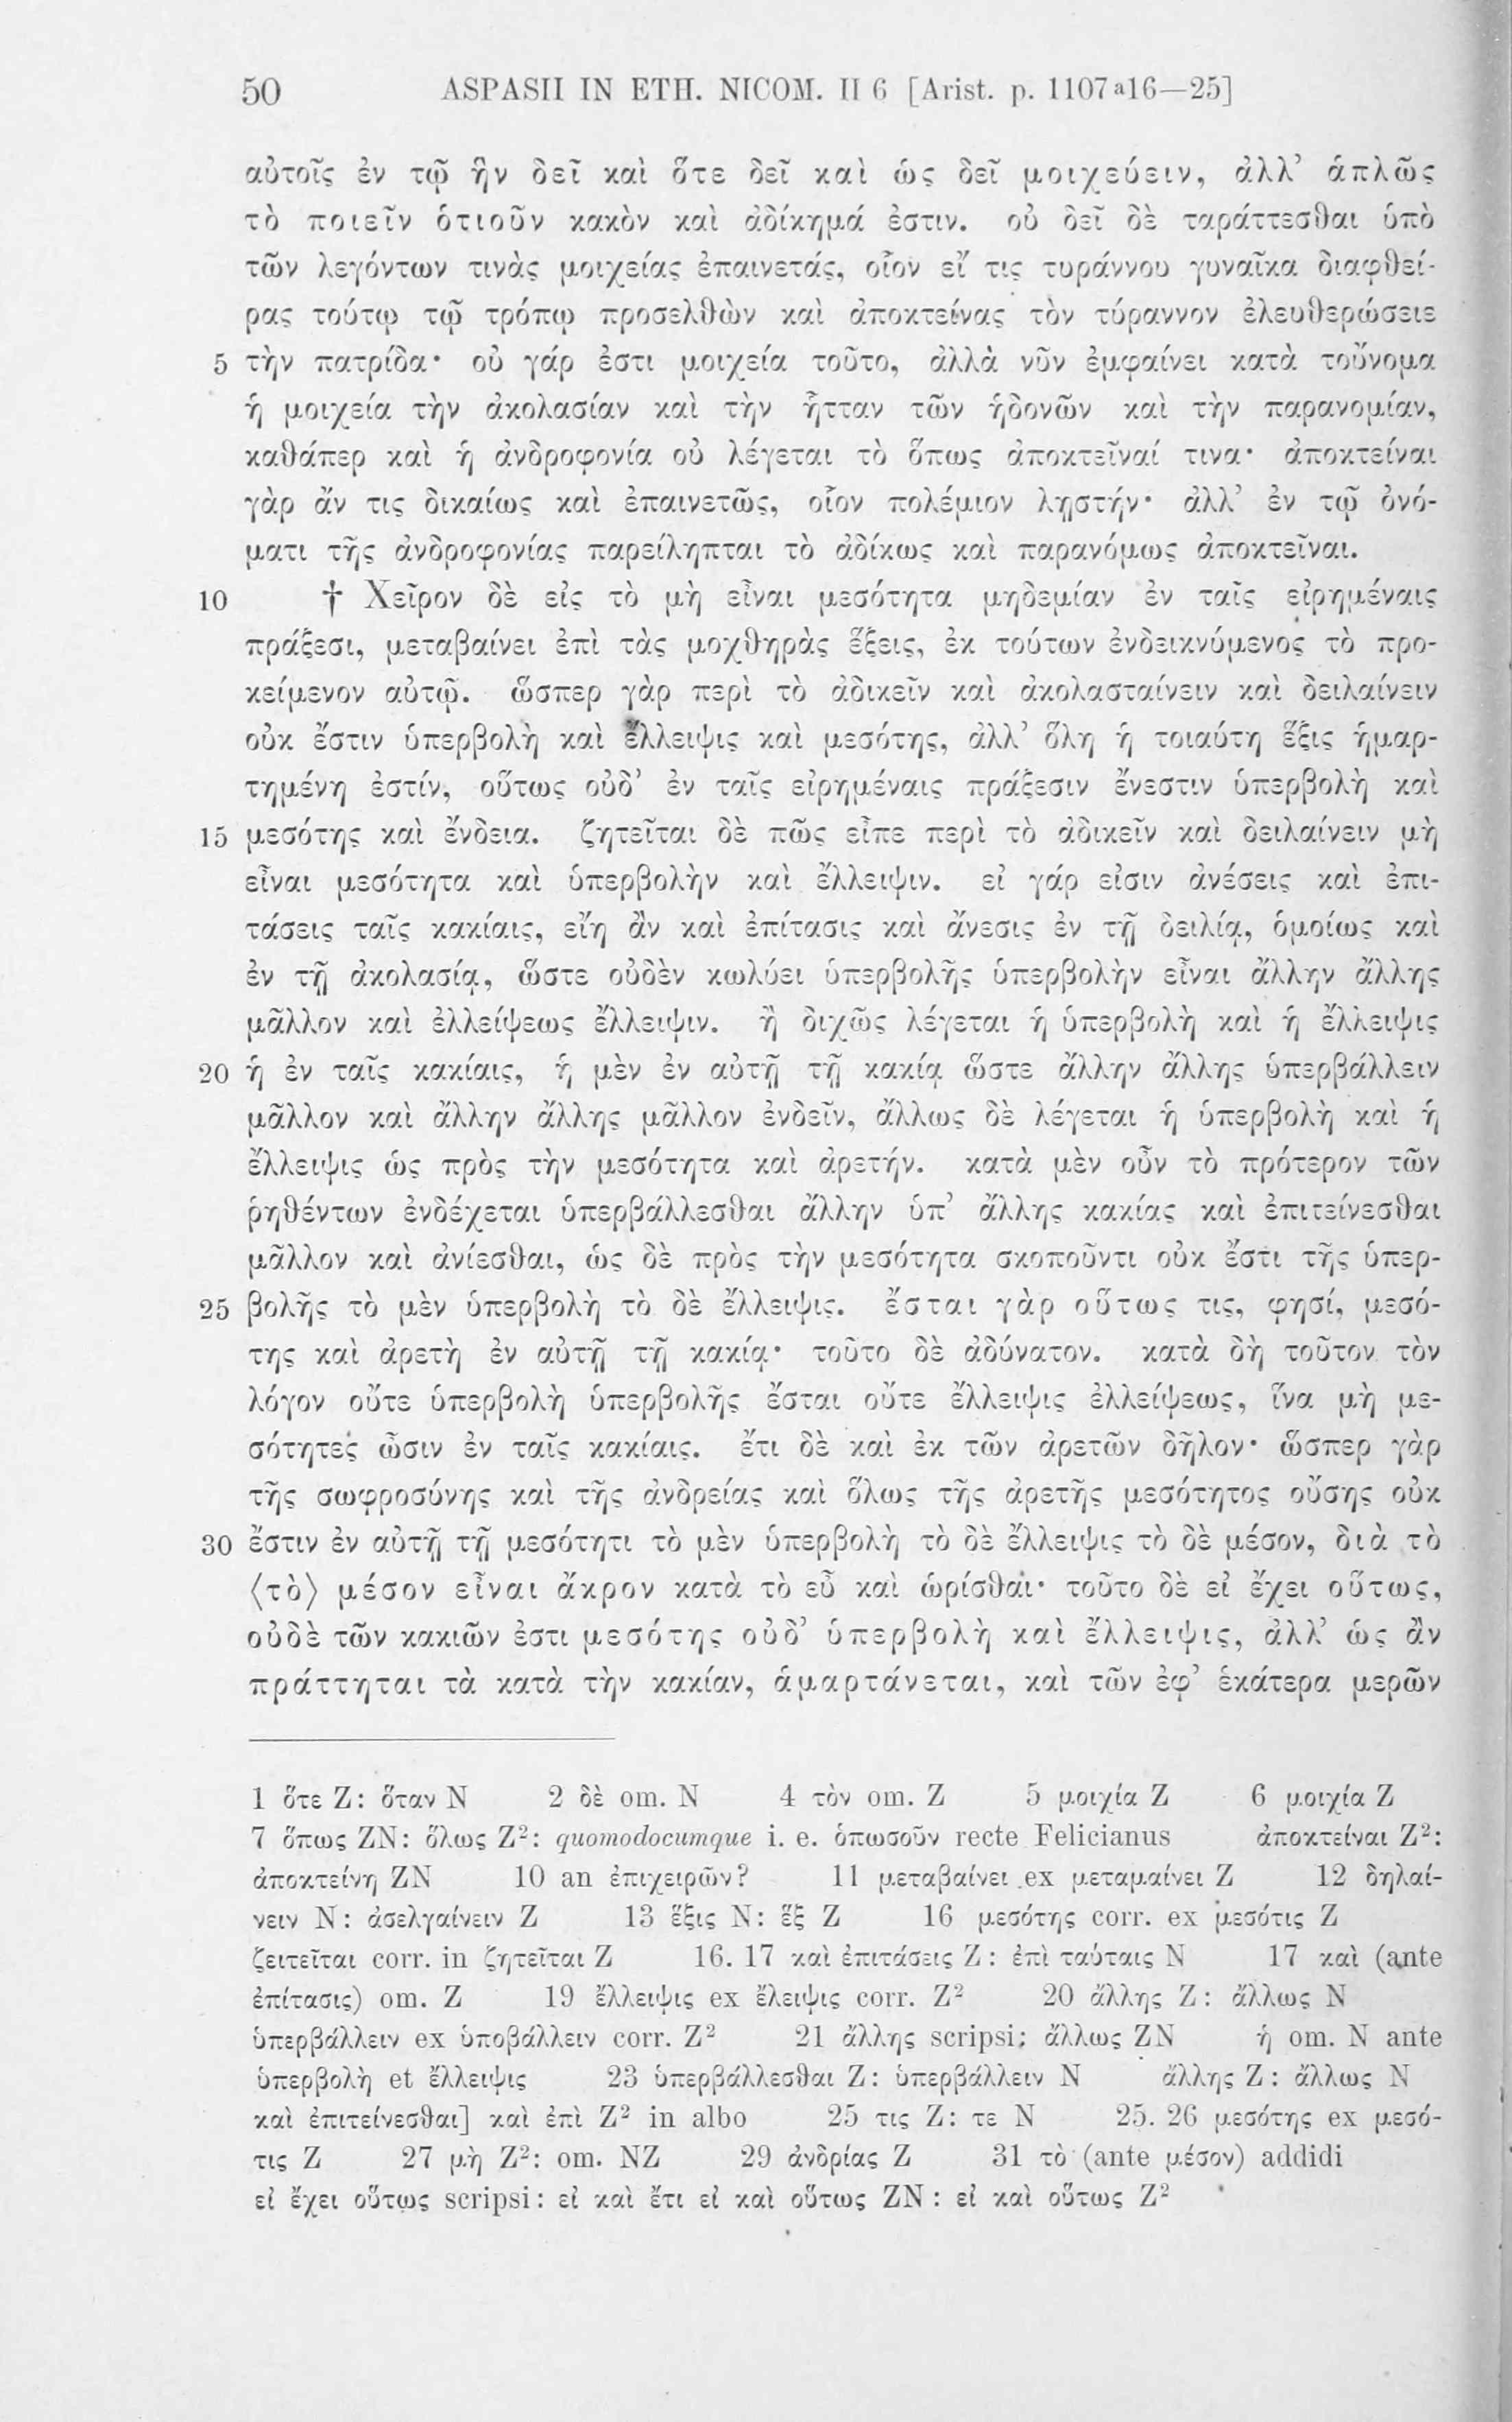 50 ASPASII IN ETH. NICOM. II 6 [Arist. p. 1107ᵃ16—25]
αὐτοῖς ἐν τῷ ἣν δεῖ καὶ ὅτε δεῖ καὶ ὡς δεῖ μοιχεύειν, ἀλλ’ ἁπλῶς
τὸ ποιεῖν ὁτιοῦν κακὸν καὶ ἀδίκημά ἐστιν. οὐ δεῖ δὲ ταράττεσθαι ὑπὸ
τῶν λεγόντων τινὰς μοιχείας ἐπαινετάς, οἷον εἴ τις τυράννου γυναῖκα διαφθεί-
ρας τούτῳ τῷ τρόπῳ προσελθὼν καὶ ἀποκτείνας τὸν τύραννον ἐλευθερώσειε
5 τὴν πατρίδα· οὐ γάρ ἐστι μοιχεία τοῦτο, ἀλλὰ νῦν ἐμφαίνει κατὰ τοὔνομα
ἡ μοιχεία τὴν ἀκολασίαν καὶ τὴν ἧτταν τῶν ἡδονῶν καὶ τὴν παρανομίαν,
καθάπερ καὶ ἡ ἀνδροφονία οὐ λέγεται τὸ ὅπως ἀποκτεῖναί τινα· ἀποκτείναι
γὰρ ἄν τις δικαίως καὶ ἐπαινετῶς, οἷον πολέμιον λῃστήν· ἀλλ’ ἐν τῷ ὀνό-
ματι τῆς ἀνδροφονίας παρείληπται τὸ ἀδίκως καὶ παρανόμως ἀποκτεῖναι.
10 † Χεῖρον δὲ εἰς τὸ μὴ εἶναι μεσότητα μηδεμίαν ἐν ταῖς εἰρημέναις
πράξεσι, μεταβαίνει ἐπὶ τὰς μοχθηρὰς ἕξεις, ἐκ τούτων ἐνδεικνύμενος τὸ προ-
κείμενον αὐτῷ. ὥσπερ γὰρ περὶ τὸ ἀδικεῖν καὶ ἀκολασταίνειν καὶ δειλαίνειν
οὐκ ἔστιν ὑπερβολὴ καὶ ἔλλειψις καὶ μεσότης, ἀλλ’ ὅλη ἡ τοιαύτη ἕξις ἡμαρ-
τημένη ἐστίν, οὕτως οὐδ’ ἐν ταῖς εἰρημέναις πράξεσιν ἔνεστιν ὑπερβολὴ καὶ
15 μεσότης καὶ ἔνδεια. ζητεῖται δὲ πῶς εἶπε περὶ τὸ ἀδικεῖν καὶ δειλαίνειν μὴ
εἶναι μεσότητα καὶ ὑπερβολὴν καὶ ἔλλειψιν. εἰ γάρ εἰσιν ἀνέσεις καὶ ἐπι-
τάσεις ταῖς κακίαις, εἴη ἂν καὶ ἐπίτασις καὶ ἄνεσις ἐν τῇ δειλίᾳ, ὁμοίως καὶ
ἐν τῇ ἀκολασίᾳ, ὥστε οὐδὲν κωλύει ὑπερβολῆς ὑπερβολὴν εἶναι ἄλλην ἄλλης
μᾶλλον καὶ ἐλλείψεως ἔλλειψιν. ἢ διχῶς λέγεται ἡ ὑπερβολὴ καὶ ἡ ἔλλειψις
20 ἡ ἐν ταῖς κακίαις, ἡ μὲν ἐν αὐτῇ τῇ κακίᾳ ὥστε ἄλλην ἄλλης ὑπερβάλλειν
μᾶλλον καὶ ἄλλην ἄλλης μᾶλλον ἐνδεῖν, ἄλλως δὲ λέγεται ἡ ὑπερβολὴ καὶ ἡ
ἔλλειψις ὡς πρὸς τὴν μεσότητα καὶ ἀρετήν. κατὰ μὲν οὖν τὸ πρότερον τῶν
ῥηθέντων ἐνδέχεται ὑπερβάλλεσθαι ἄλλην ὑπ’ ἄλλης κακίας καὶ ἐπιτείνεσθαι
μᾶλλον καὶ ἀνίεσθαι, ὡς δὲ πρὸς τὴν μεσότητα σκοποῦντι οὐκ ἔστι τῆς ὑπερ-
25 βολῆς τὸ μὲν ὑπερβολὴ τὸ δὲ ἔλλειψις. ἔσται γὰρ οὕτως τις, φησί, μεσό-
της καὶ ἀρετὴ ἐν αὐτῇ τῇ κακίᾳ· τοῦτο δὲ ἀδύνατον. κατὰ δὴ τοῦτον τὸν
λόγον οὔτε ὑπερβολὴ ὑπερβολῆς ἔσται οὔτε ἔλλειψις ἐλλείψεως, ἵνα μὴ με-
σότητες ὦσιν ἐν ταῖς κακίαις. ἔτι δὲ καὶ ἐκ τῶν ἀρετῶν δῆλον· ὥσπερ γὰρ
τῆς σωφροσύνης καὶ τῆς ἀνδρείας καὶ ὅλως τῆς ἀρετῆς μεσότητος οὔσης οὐκ
30 ἔστιν ἐν αὐτῇ τῇ μεσότητι τὸ μὲν ὑπερβολὴ τὸ δὲ ἔλλειψις τὸ δὲ μέσον, διὰ τὸ
⟨τὸ⟩ μέσον εἶναι ἄκρον κατὰ τὸ εὖ καὶ ὡρίσθαι· τοῦτο δὲ εἰ ἔχει οὕτως,
οὐδὲ τῶν κακιῶν ἐστι μεσότης οὐδ’ ὑπερβολὴ καὶ ἔλλειψις, ἀλλ’ ὡς ἂν
πράττηται τὰ κατὰ τὴν κακίαν, ἁμαρτάνεται, καὶ τῶν ἐφ’ ἑκάτερα μερῶν
1 ὅτε Z: ὅταν N 2 δὲ om. N 4 τὸν om. Z 5 μοιχία Z 6 μοιχία Z
7 ὅπως ZN: ὅλως Z²: quomodocumque i. e. ὁπωσοῦν recte Felicianus ἀποκτείναι Z²:
ἀποκτείνῃ ZN 10 an ἐπιχειρῶν? 11 μεταβαίνει ex μεταμαίνει Z 12 δηλαί-
νειν N: ἀσελγαίνειν Z 13 ἕξις N: ἕξ Z 16 μεσότης corr. ex μεσότις Z
ζειτεῖται corr. in ζητεῖται Z 16. 17 καὶ ἐπιτάσεις Z: ἐπὶ ταύταις N 17 καὶ (ante
ἐπίτασις) om. Z 19 ἔλλειψις ex ἔλειψις corr. Z² 20 ἄλλης Z: ἄλλως N
ὑπερβάλλειν ex ὑποβάλλειν corr. Z² 21 ἄλλης scripsi: ἄλλως ZN ἡ om. N ante
ὑπερβολὴ et ἔλλειψις 23 ὑπερβάλλεσθαι Z: ὑπερβάλλειν N ἄλλης Z: ἄλλως N
καὶ ἐπιτείνεσθαι] καὶ ἐπὶ Z² in albo 25 τις Z: τε N 25. 26 μεσότης ex μεσό-
τις Z 27 μὴ Z²: om. NZ 29 ἀνδρίας Z 31 τὸ (ante μέσον) addidi
εἰ ἔχει οὕτως scripsi: εἰ καὶ ἔτι εἰ καὶ οὕτως ZN: εἰ καὶ οὕτως Z²